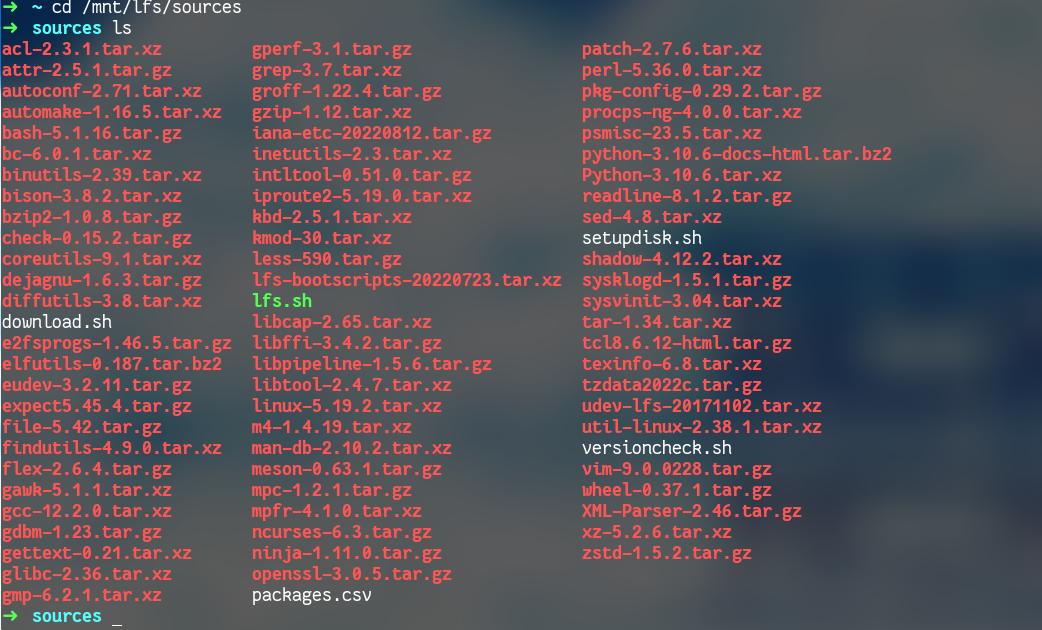 ➜ ~ cd /mnt/lfs/sources
➜ sources ls
acl-2.3.1.tar.xz gperf-3.1.tar.gz patch-2.7.6.tar.xz
attr-2.5.1.tar.gz grep-3.7.tar.xz perl-5.36.0.tar.xz
autoconf-2.71.tar.xz groff-1.22.4.tar.gz pkg-config-0.29.2.tar.gz
automake-1.16.5.tar.xz gzip-1.12.tar.xz procps-ng-4.0.0.tar.xz
bash-5.1.16.tar.gz iana-etc-20220812.tar.gz psmisc-23.5.tar.xz
bc-6.0.1.tar.xz inetutils-2.3.tar.xz python-3.10.6-docs-html.tar.bz2
binutils-2.39.tar.xz intltool-0.51.0.tar.gz Python-3.10.6.tar.xz
bison-3.8.2.tar.xz iproute2-5.19.0.tar.xz readline-8.1.2.tar.gz
bzip2-1.0.8.tar.gz kbd-2.5.1.tar.xz sed-4.8.tar.xz
check-0.15.2.tar.gz kmod-30.tar.xz setupdisk.sh
coreutils-9.1.tar.xz less-590.tar.gz shadow-4.12.2.tar.xz
dejagnu-1.6.3.tar.gz lfs-bootscripts-20220723.tar.xz sysklogd-1.5.1.tar.gz
diffutils-3.8.tar.xz lfs.sh sysvinit-3.04.tar.xz
download.sh libcap-2.65.tar.xz tar-1.34.tar.xz
e2fsprogs-1.46.5.tar.gz libffi-3.4.2.tar.gz tcl8.6.12-html.tar.gz
elfutils-0.187.tar.bz2 libpipeline-1.5.6.tar.gz texinfo-6.8.tar.xz
eudev-3.2.11.tar.gz libtool-2.4.7.tar.xz tzdata2022c.tar.gz
expect5.45.4.tar.gz linux-5.19.2.tar.xz udev-lfs-20171102.tar.xz
file-5.42.tar.gz m4-1.4.19.tar.xz util-linux-2.38.1.tar.xz
findutils-4.9.0.tar.xz man-db-2.10.2.tar.xz versioncheck.sh
flex-2.6.4.tar.gz meson-0.63.1.tar.gz vim-9.0.0228.tar.gz
gawk-5.1.1.tar.xz mpc-1.2.1.tar.gz wheel-0.37.1.tar.gz
gcc-12.2.0.tar.xz mpfr-4.1.0.tar.xz XML-Parser-2.46.tar.gz
gdbm-1.23.tar.gz ncurses-6.3.tar.gz xz-5.2.6.tar.xz
gettext-0.21.tar.xz ninja-1.11.0.tar.gz zstd-1.5.2.tar.gz
glibc-2.36.tar.xz openssl-3.0.5.tar.gz
gmp-6.2.1.tar.xz packages.csv
➜ sources _